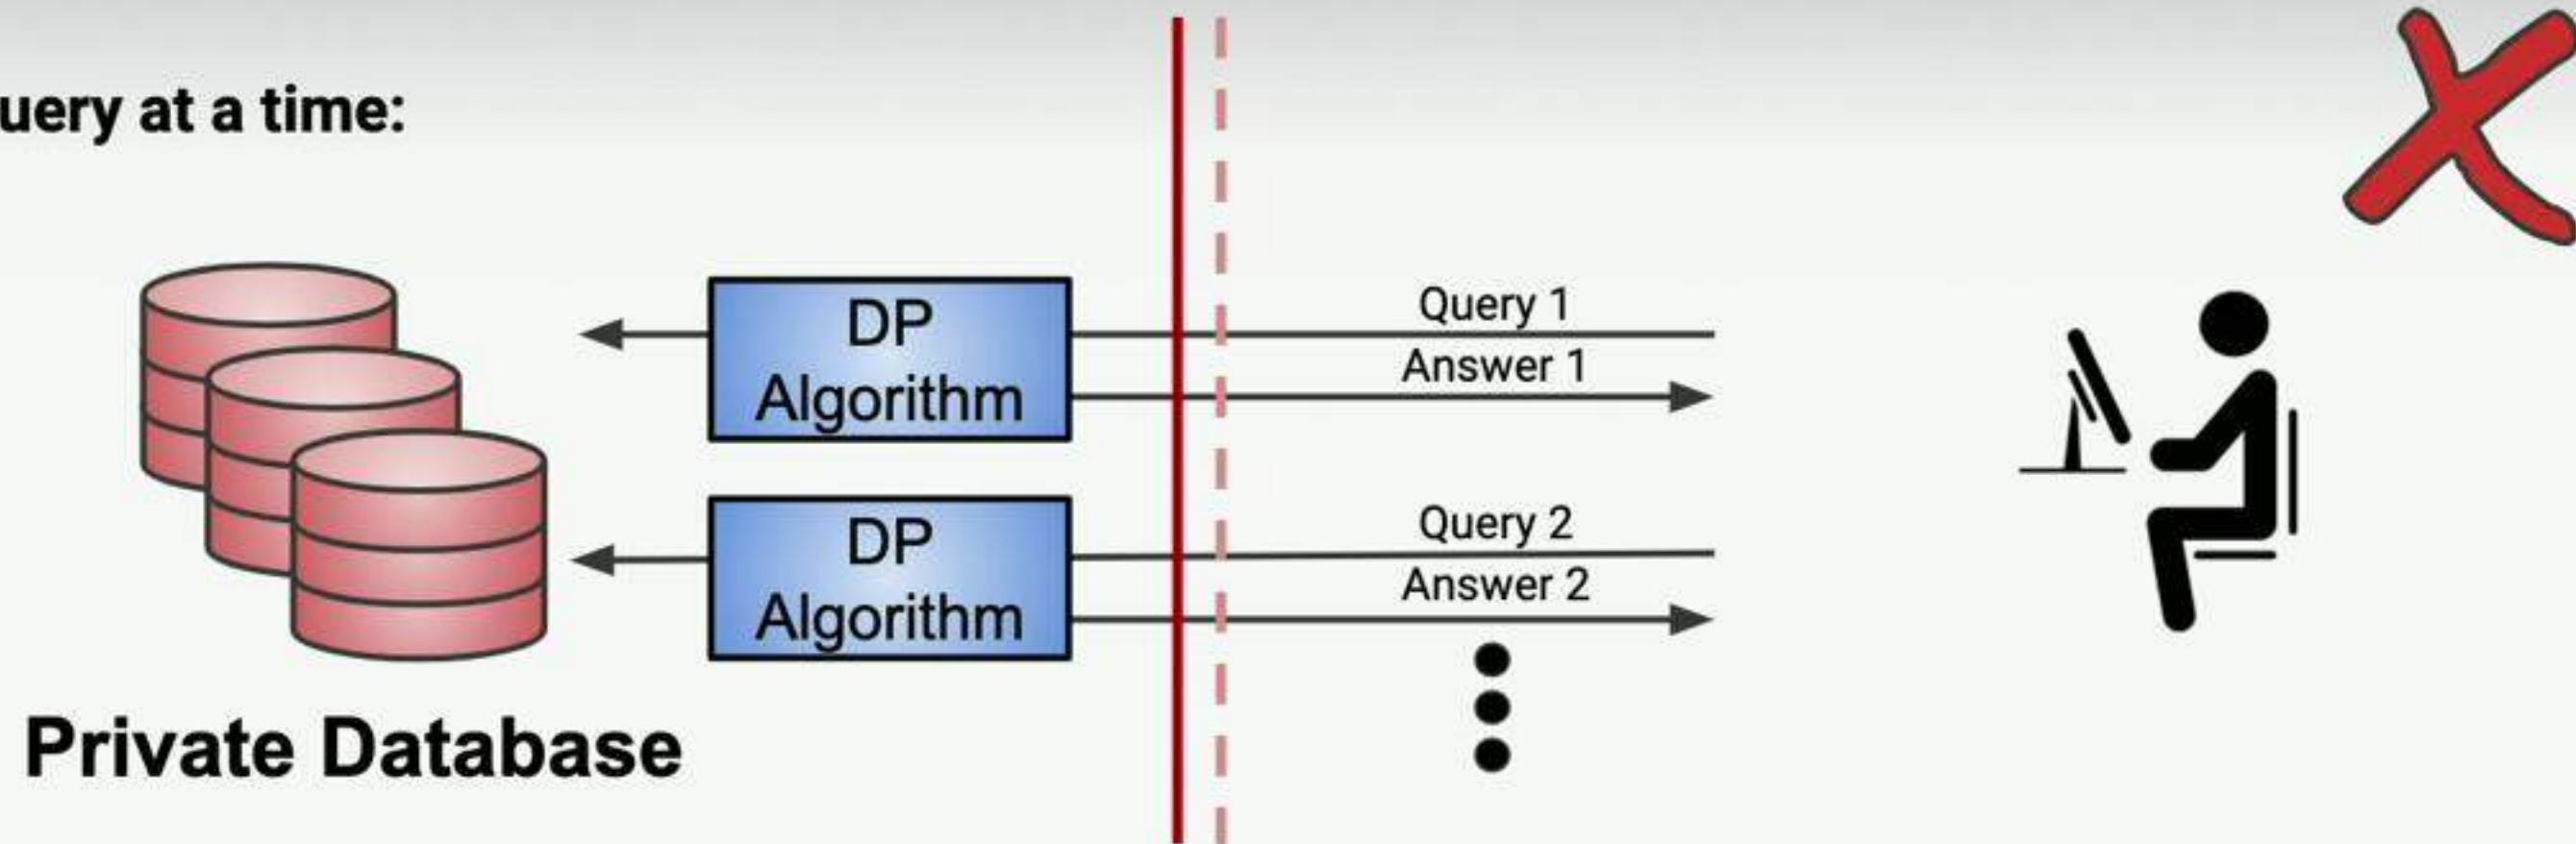 uery at a time:
DP
Algorithm
Query 1
Answer 1
DP
Algorithm
Query 2
Answer 2
Private Database